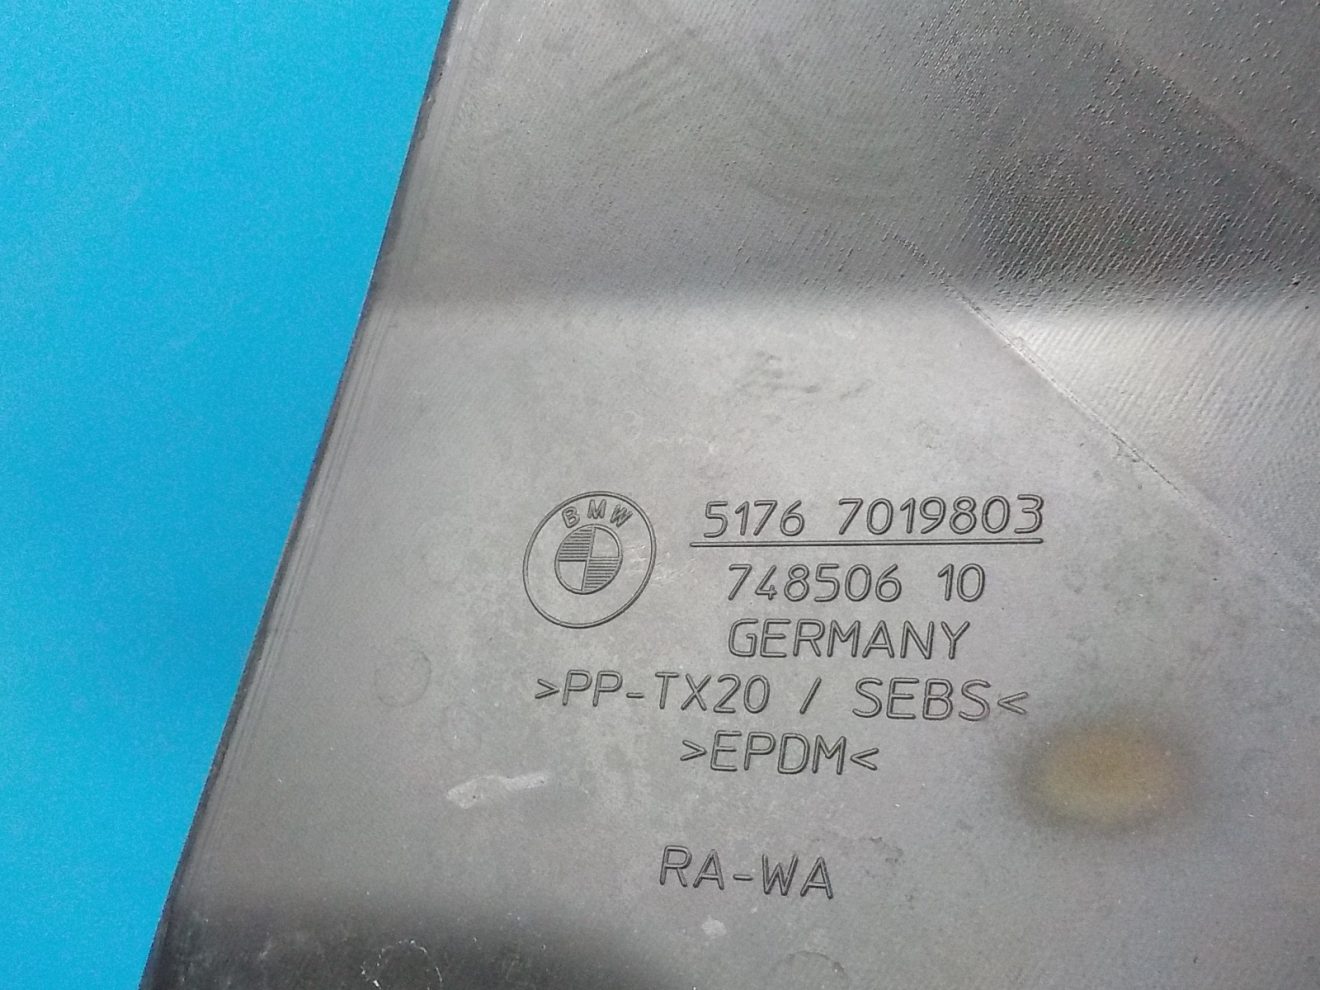 BMW
5176 7019803
748506 10
GERMANY
>PP-TX20 / SEBS<
>EPDM<
RA-WA